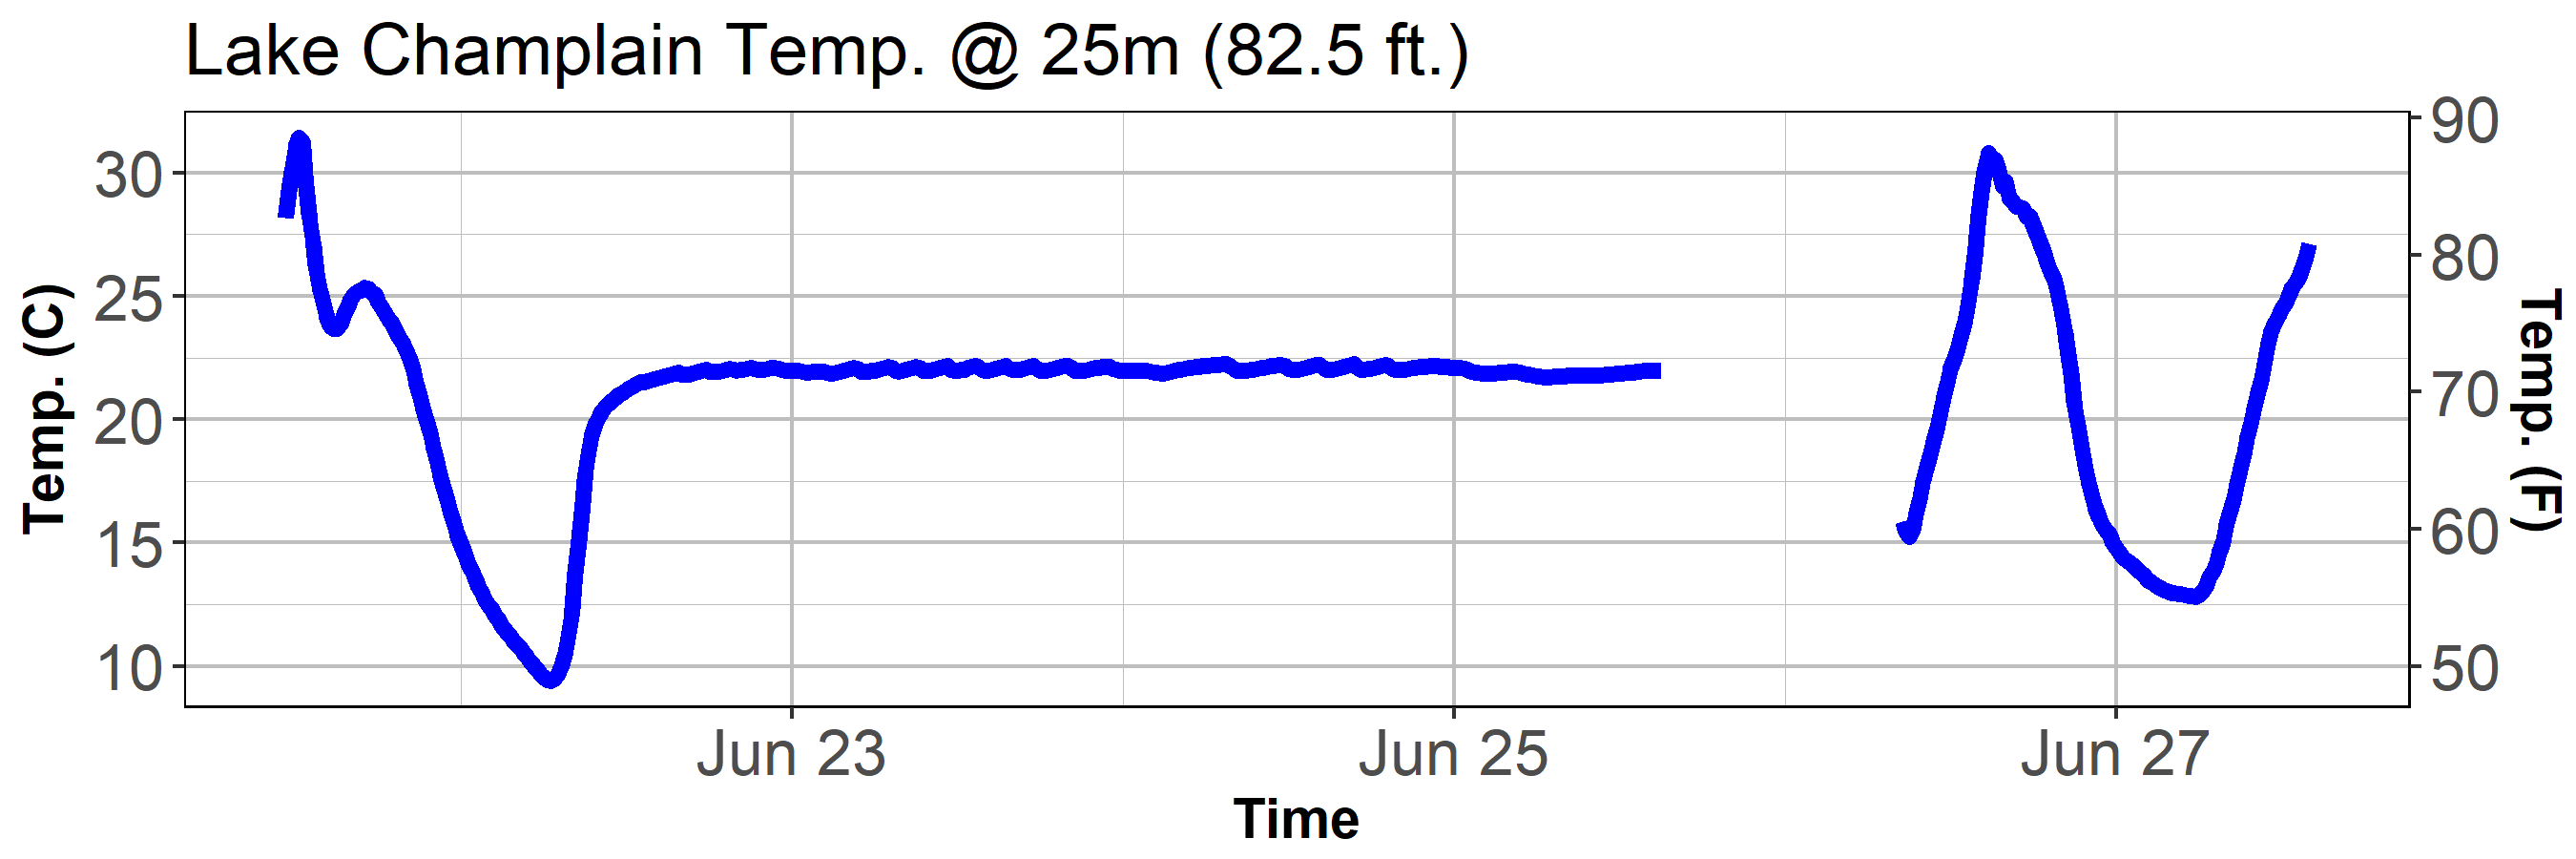 Lake Champlain Temp. @ 25m (82.5 ft.)
Temp. (C)
30
25
20
15
10
90
80
70
60
50
Temp. (F)
Jun 23
Jun 25
Jun 27
Time